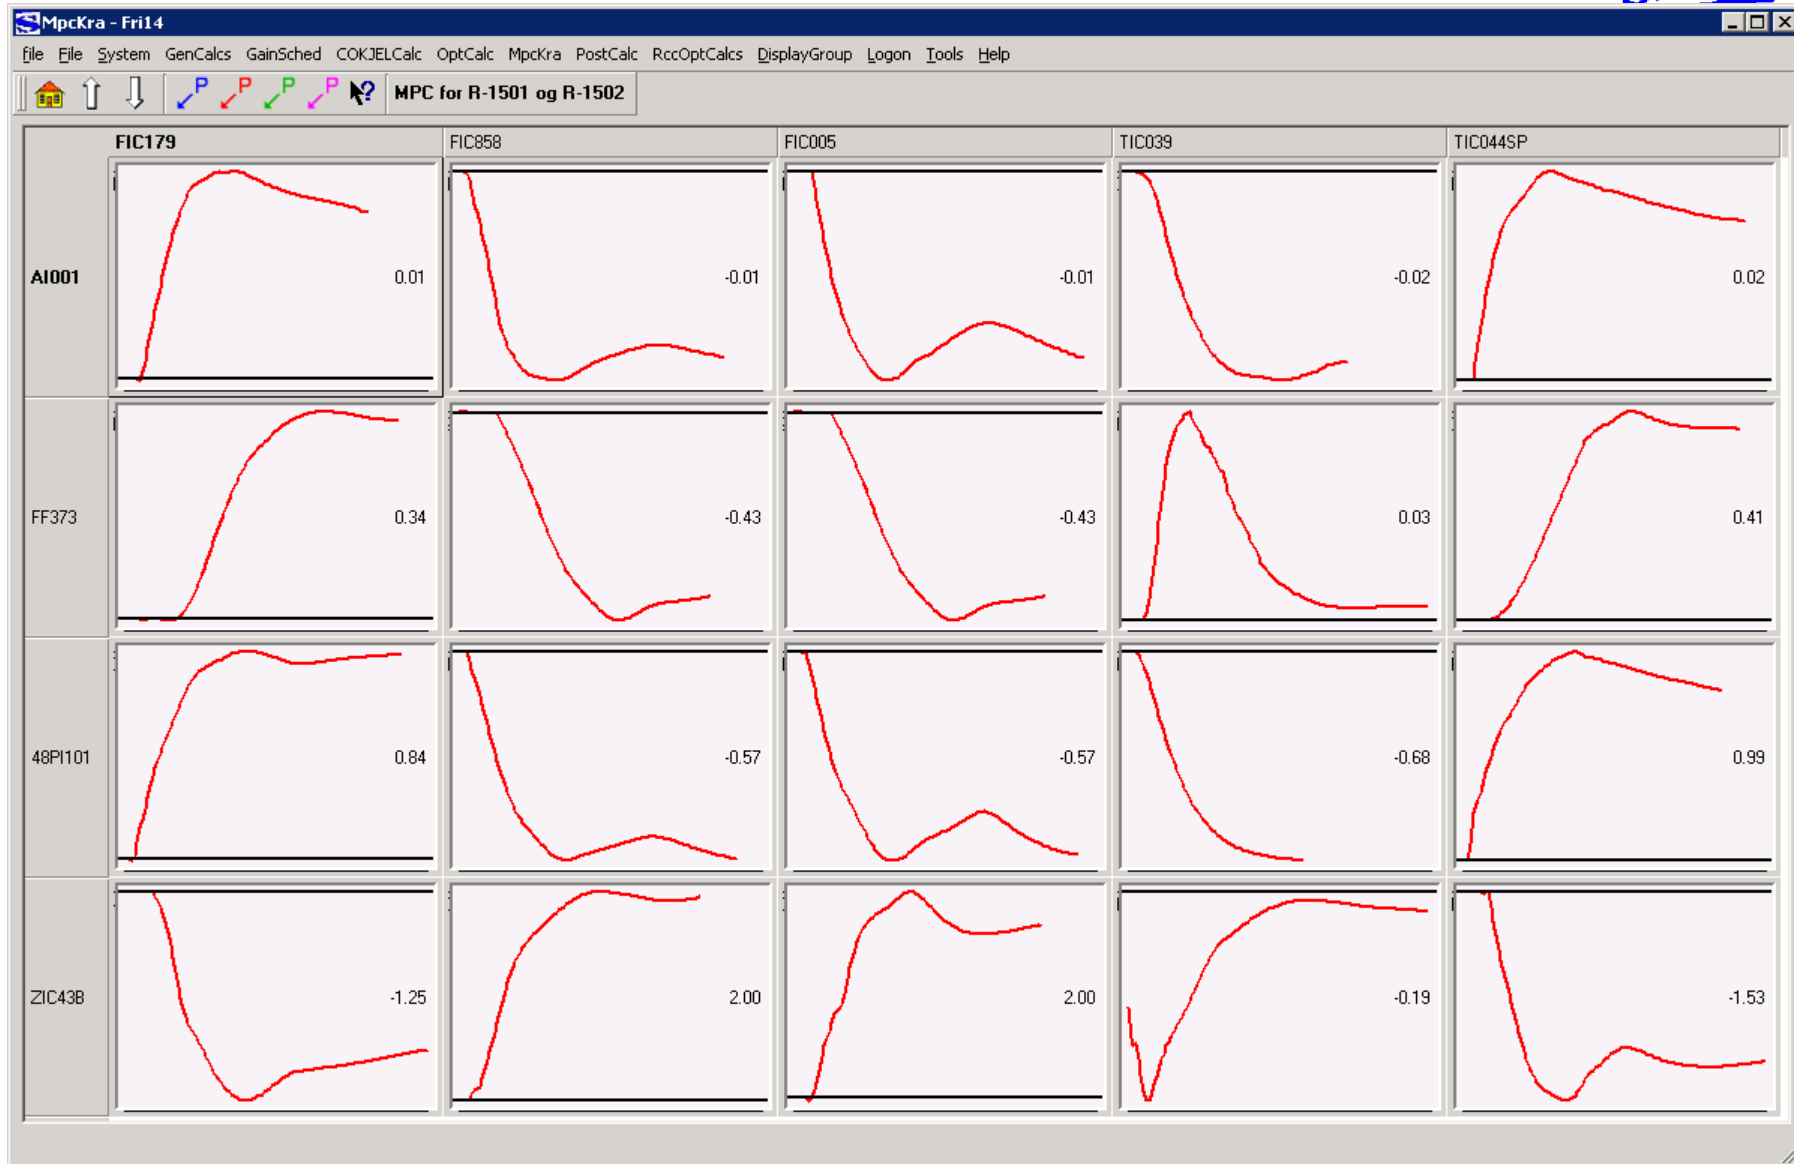 MpcKra - Fri14
file File System GenCalcs GainSched COKJELCalc OptCalc MpcKra PostCalc RccOptCalcs DisplayGroup Logon Tools Help
P P P P ? MPC for R-1501 og R-1502
FIC179 FIC858 FIC005 TIC039 TIC044SP
AI001 0.01 -0.01 -0.01 -0.02 0.02
FF373 0.34 -0.43 -0.43 0.03 0.41
48PI101 0.84 -0.57 -0.57 -0.68 0.99
ZIC43B -1.25 2.00 2.00 -0.19 -1.53